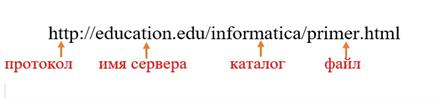 http://education.edu/informatica/primer.html
протокол имя сервера каталог файл